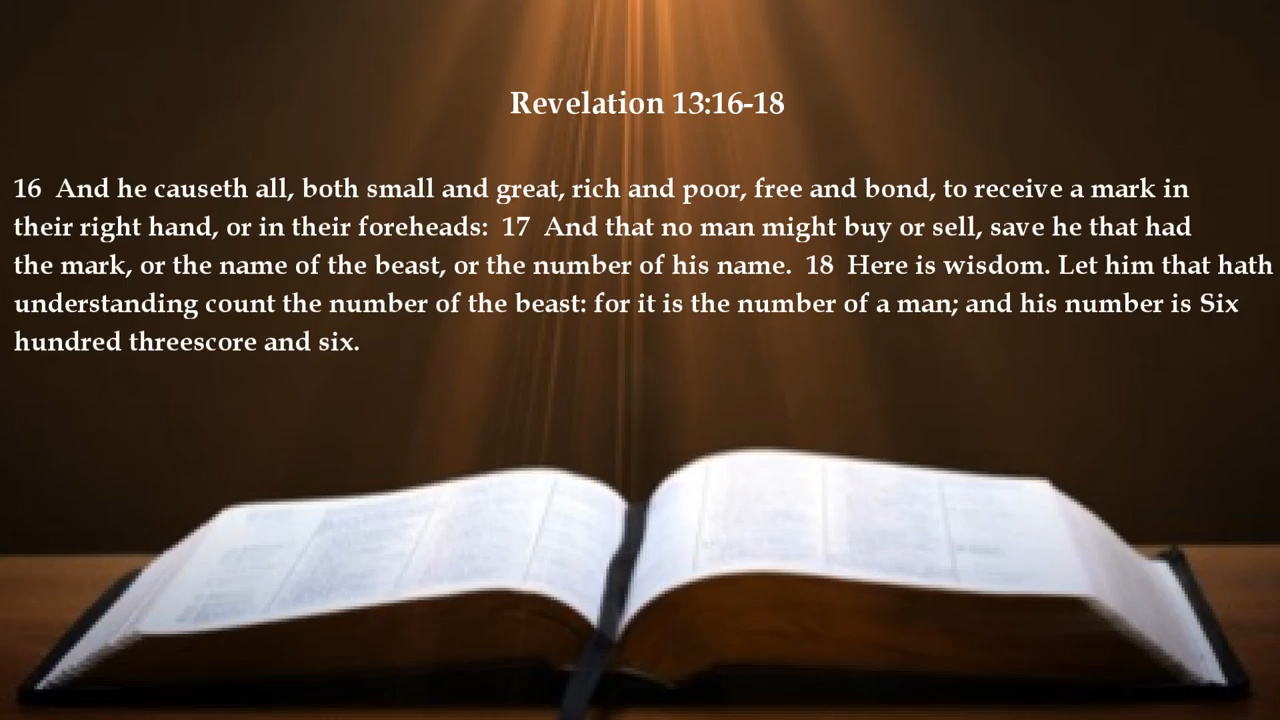 Revelation 13:16-18
16 And he causeth all, both small and great, rich and poor, free and bond, to receive a mark in
their right hand, or in their foreheads: 17 And that no man might buy or sell, save he that had
the mark, or the name of the beast, or the number of his name. 18 Here is wisdom. Let him that hath
understanding count the number of the beast: for it is the number of a man; and his number is Six
hundred threescore and six.